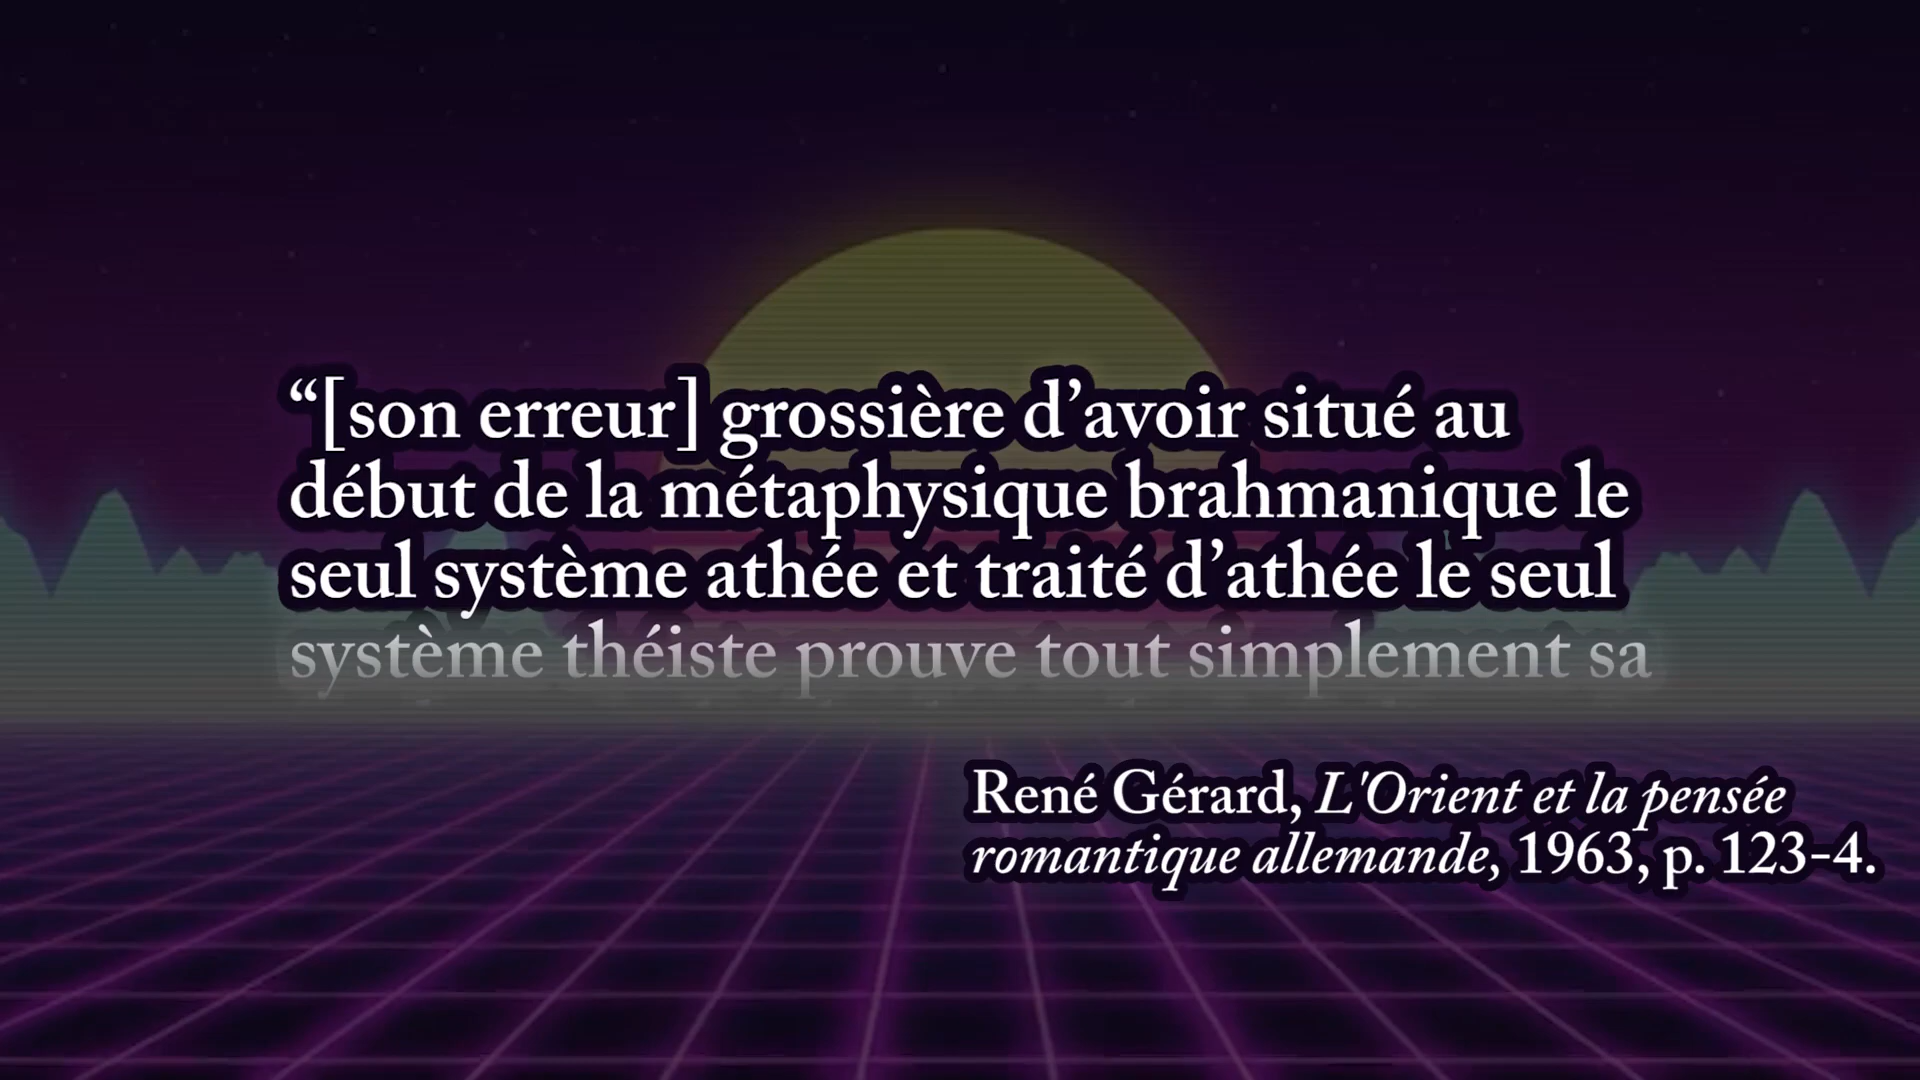 “[son erreur] grossière d’avoir situé au
début de la métaphysique brahmanique le
seul système athée et traité d’athée le seul
système théiste prouve tout simplement sa
René Gérard, L'Orient et la pensée
romantique allemande, 1963, p. 123-4.